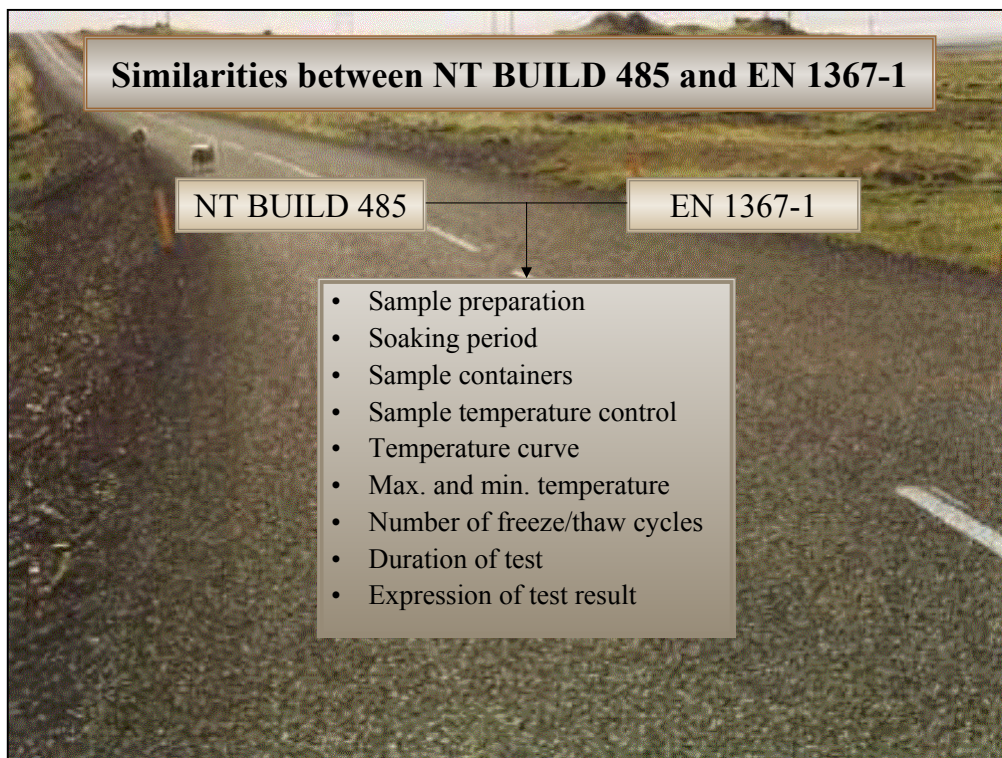 Similarities between NT BUILD 485 and EN 1367-1
NT BUILD 485
EN 1367-1
• Sample preparation
• Soaking period
• Sample containers
• Sample temperature control
• Temperature curve
• Max. and min. temperature
• Number of freeze/thaw cycles
• Duration of test
• Expression of test result